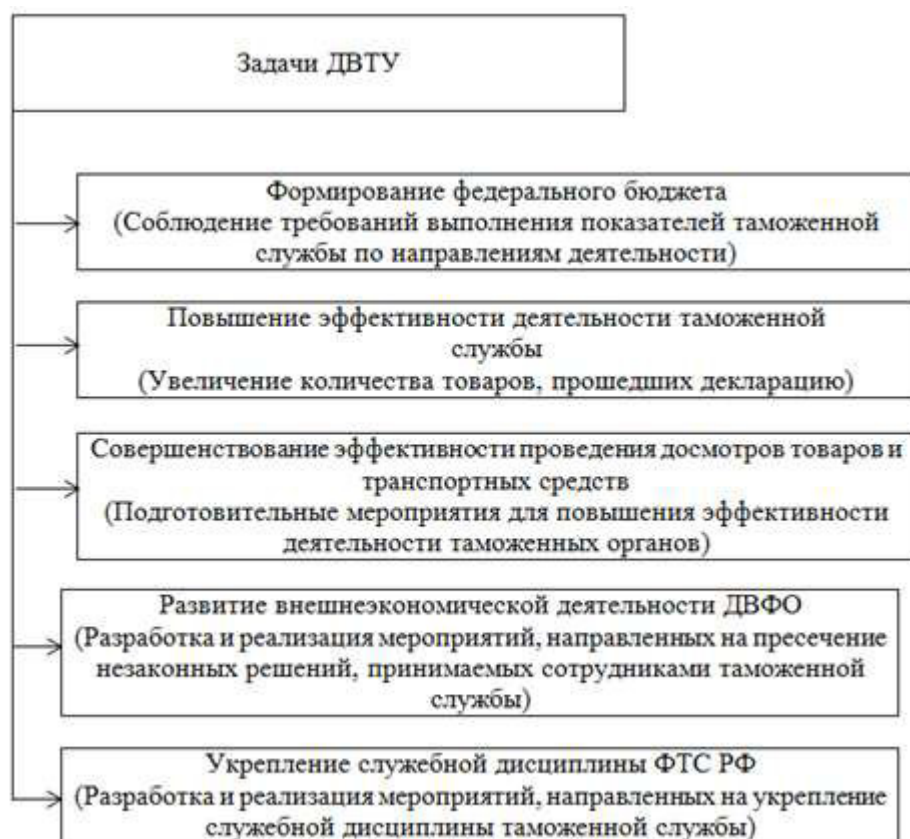 Задачи ДВТУ
Формирование федерального бюджета
(Соблюдение требований выполнения показателей таможенной
службы по направлениям деятельности)
Повышение эффективности деятельности таможенной
службы
(Увеличение количества товаров, прошедших декларацию)
Совершенствование эффективности проведения досмотров товаров и
транспортных средств
(Подготовительные мероприятия для повышения эффективности
деятельности таможенных органов)
Развитие внешнеэкономической деятельности ДВФО
(Разработка и реализация мероприятий, направленных на пресечение
незаконных решений, принимаемых сотрудниками таможенной
службы)
Укрепление служебной дисциплины ФТС РФ
(Разработка и реализация мероприятий, направленных на укрепление
служебной дисциплины таможенной службы)